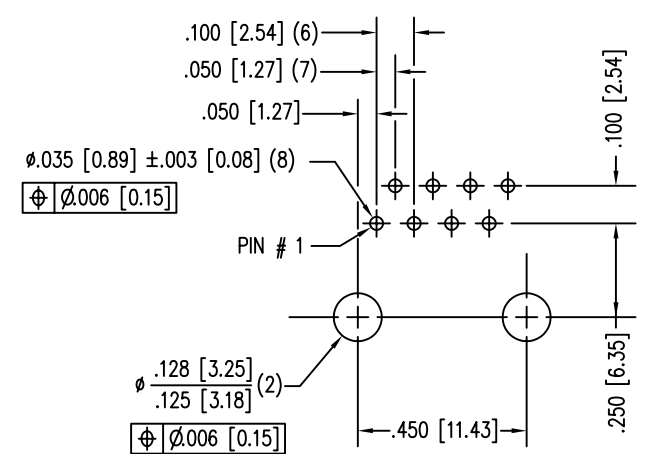 .100 [2.54] (6)
.050 [1.27] (7)
.050 [1.27]
ø.035 [0.89] ±.003 [0.08] (8)
⌖ Ø.006 [0.15]
PIN # 1
.100 [2.54]
.250 [6.35]
ø .128 [3.25]
.125 [3.18] (2)
⌖ Ø.006 [0.15]
.450 [11.43]